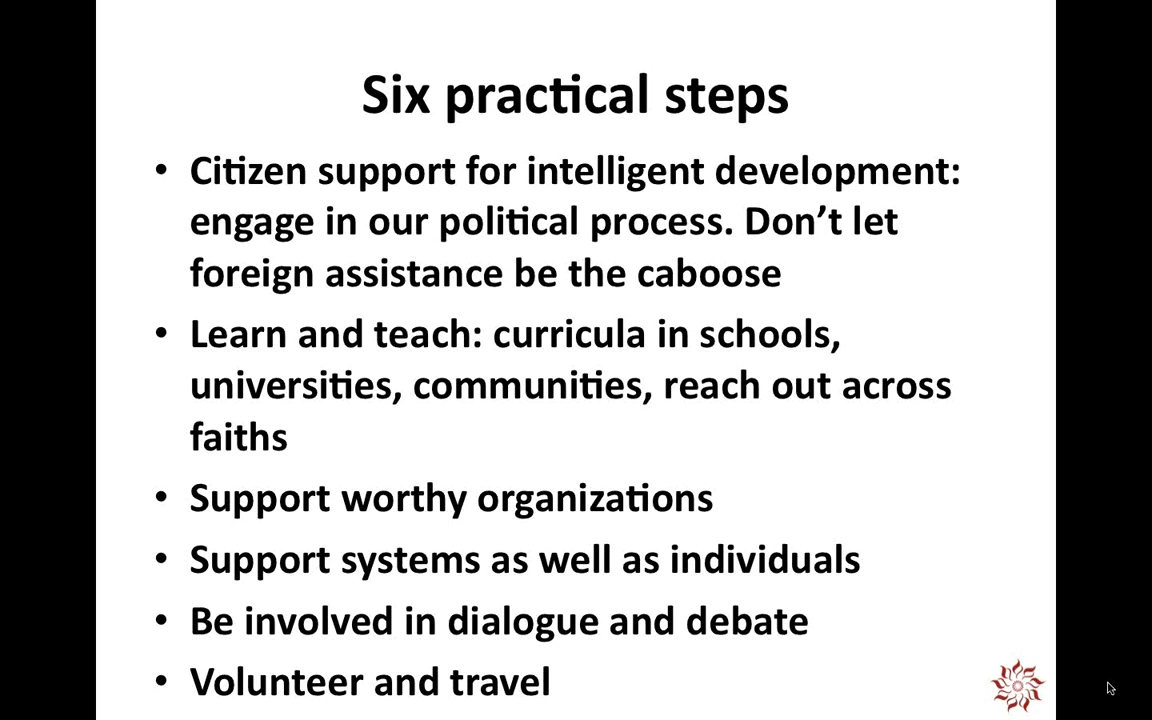 Six practical steps
• Citizen support for intelligent development:
engage in our political process. Don’t let
foreign assistance be the caboose
• Learn and teach: curricula in schools,
universities, communities, reach out across
faiths
• Support worthy organizations
• Support systems as well as individuals
• Be involved in dialogue and debate
• Volunteer and travel